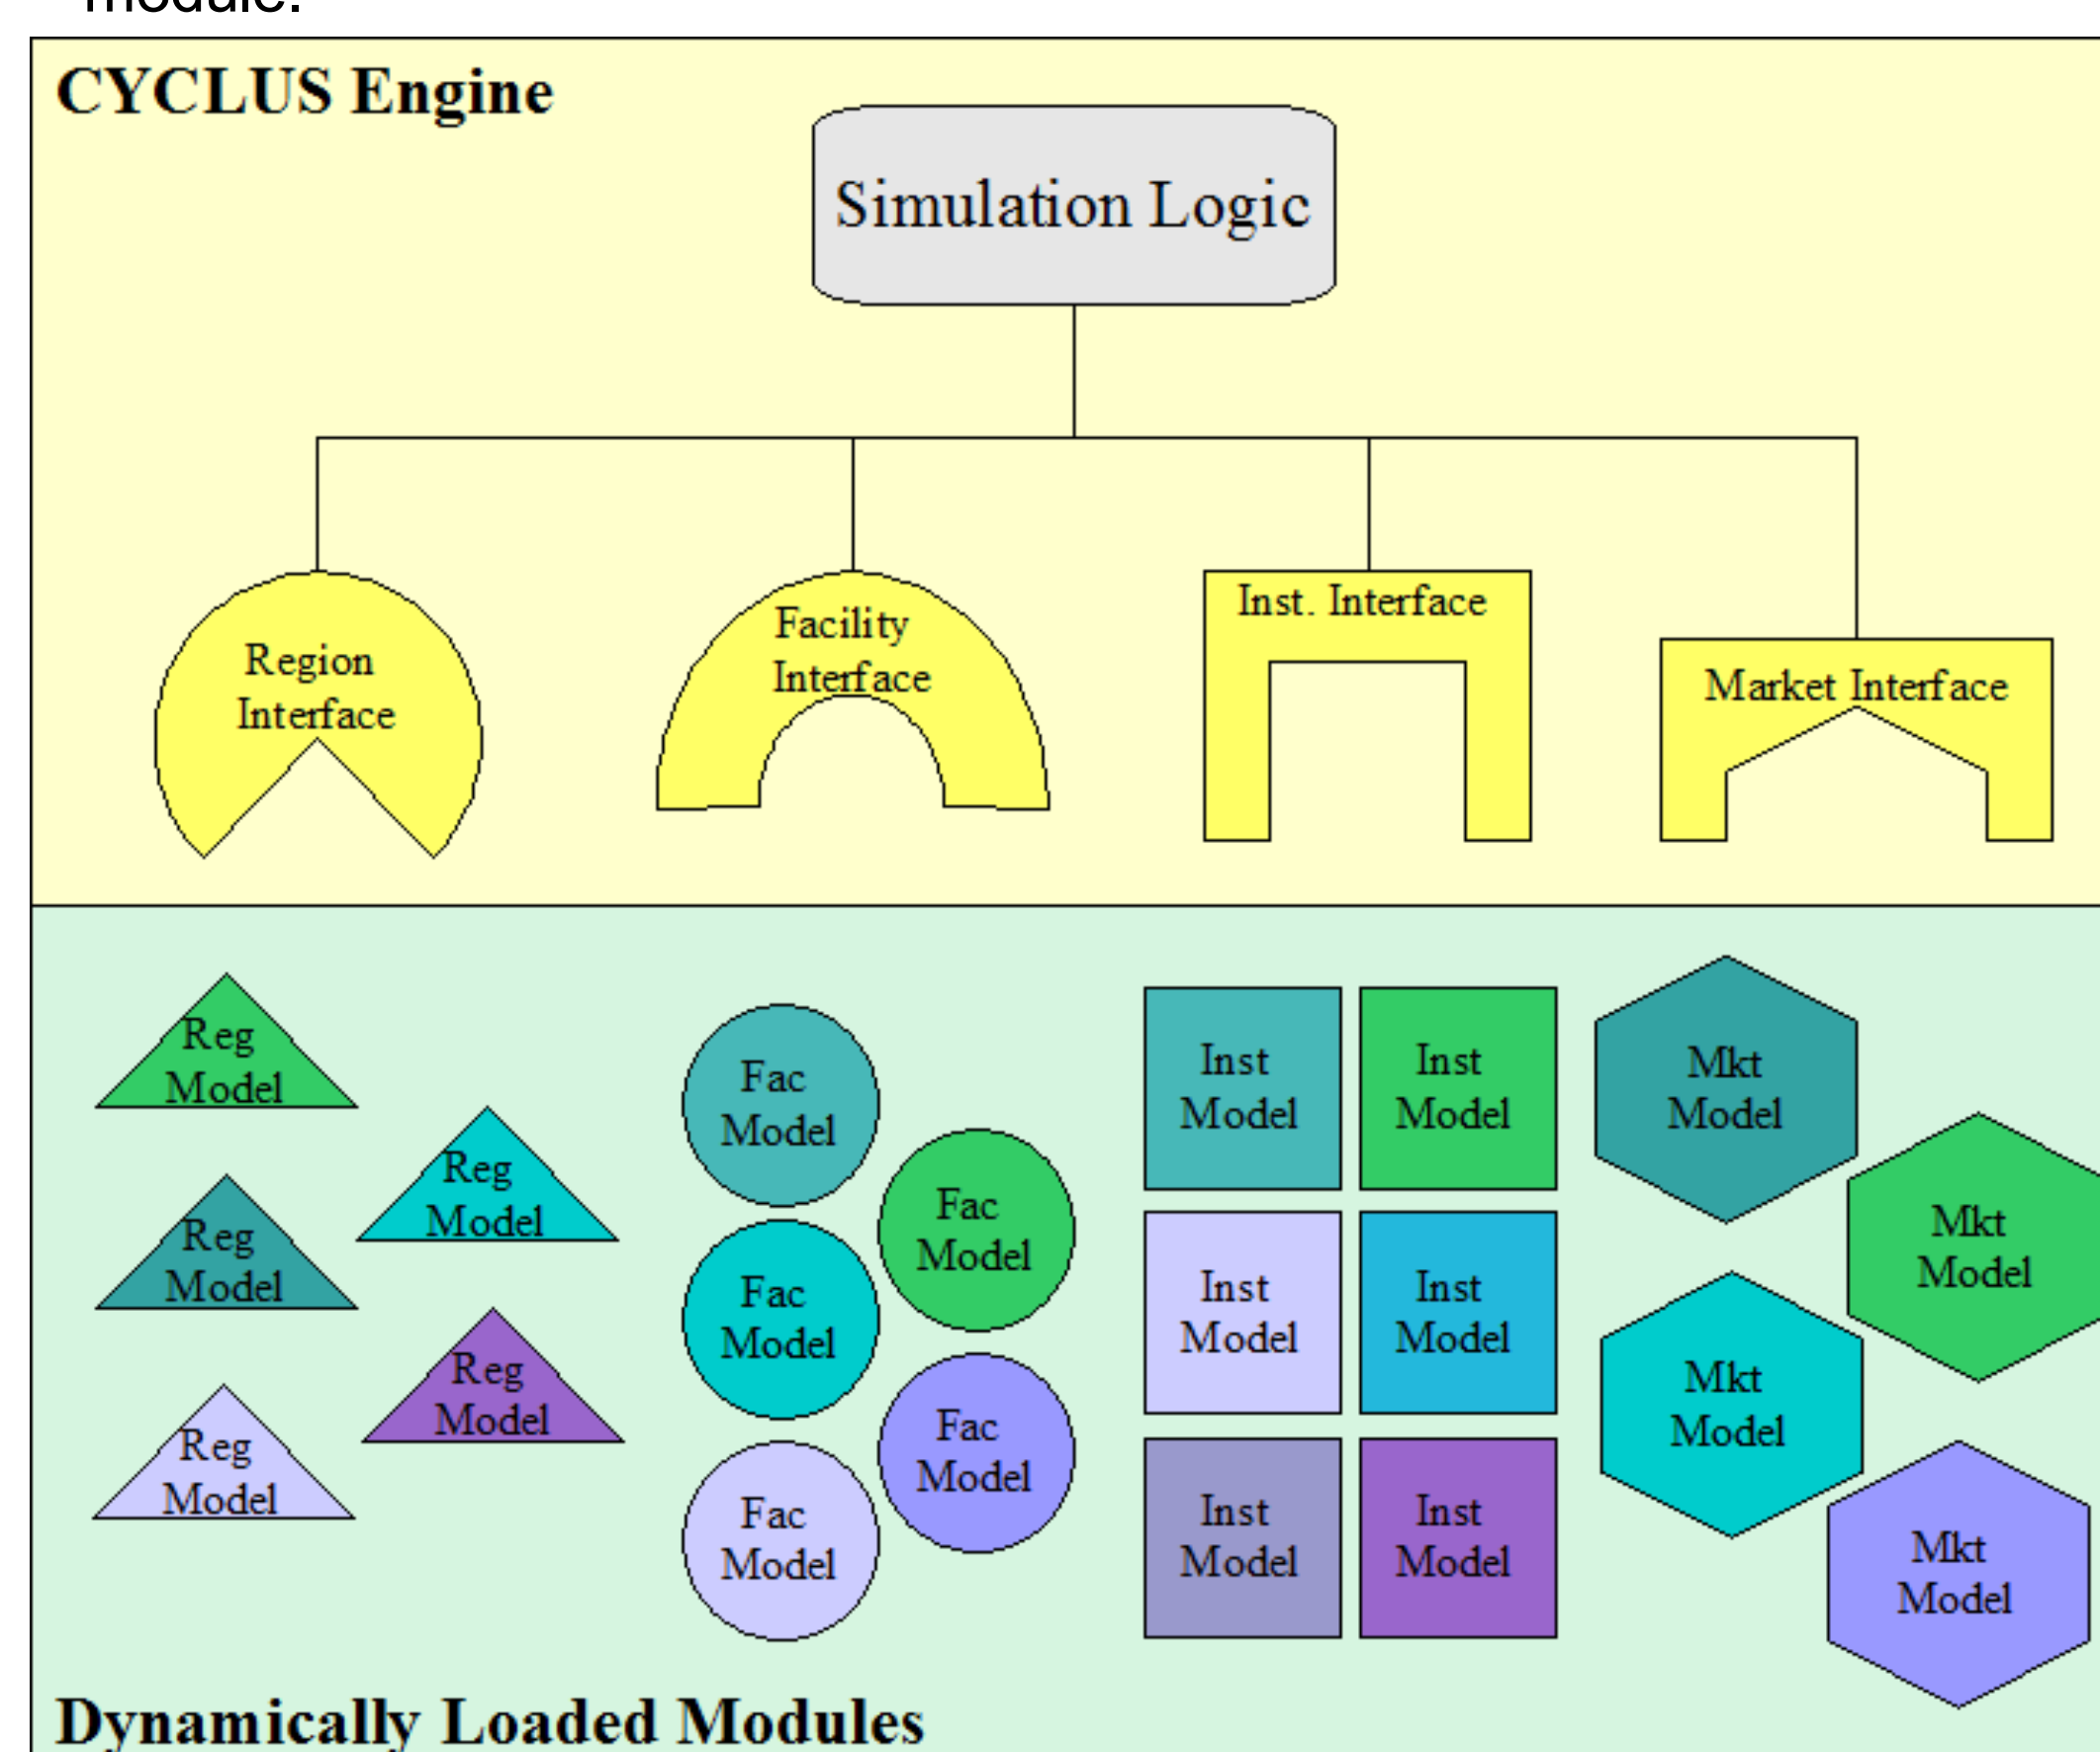 module.
CYCLUS Engine
Simulation Logic
Region
Interface
Facility
Interface
Inst. Interface
Market Interface
Reg
Model
Reg
Model
Reg
Model
Reg
Model
Reg
Model
Fac
Model
Fac
Model
Fac
Model
Fac
Model
Fac
Model
Inst
Model
Inst
Model
Inst
Model
Inst
Model
Inst
Model
Inst
Model
Mkt
Model
Mkt
Model
Mkt
Model
Mkt
Model
Dynamically Loaded Modules